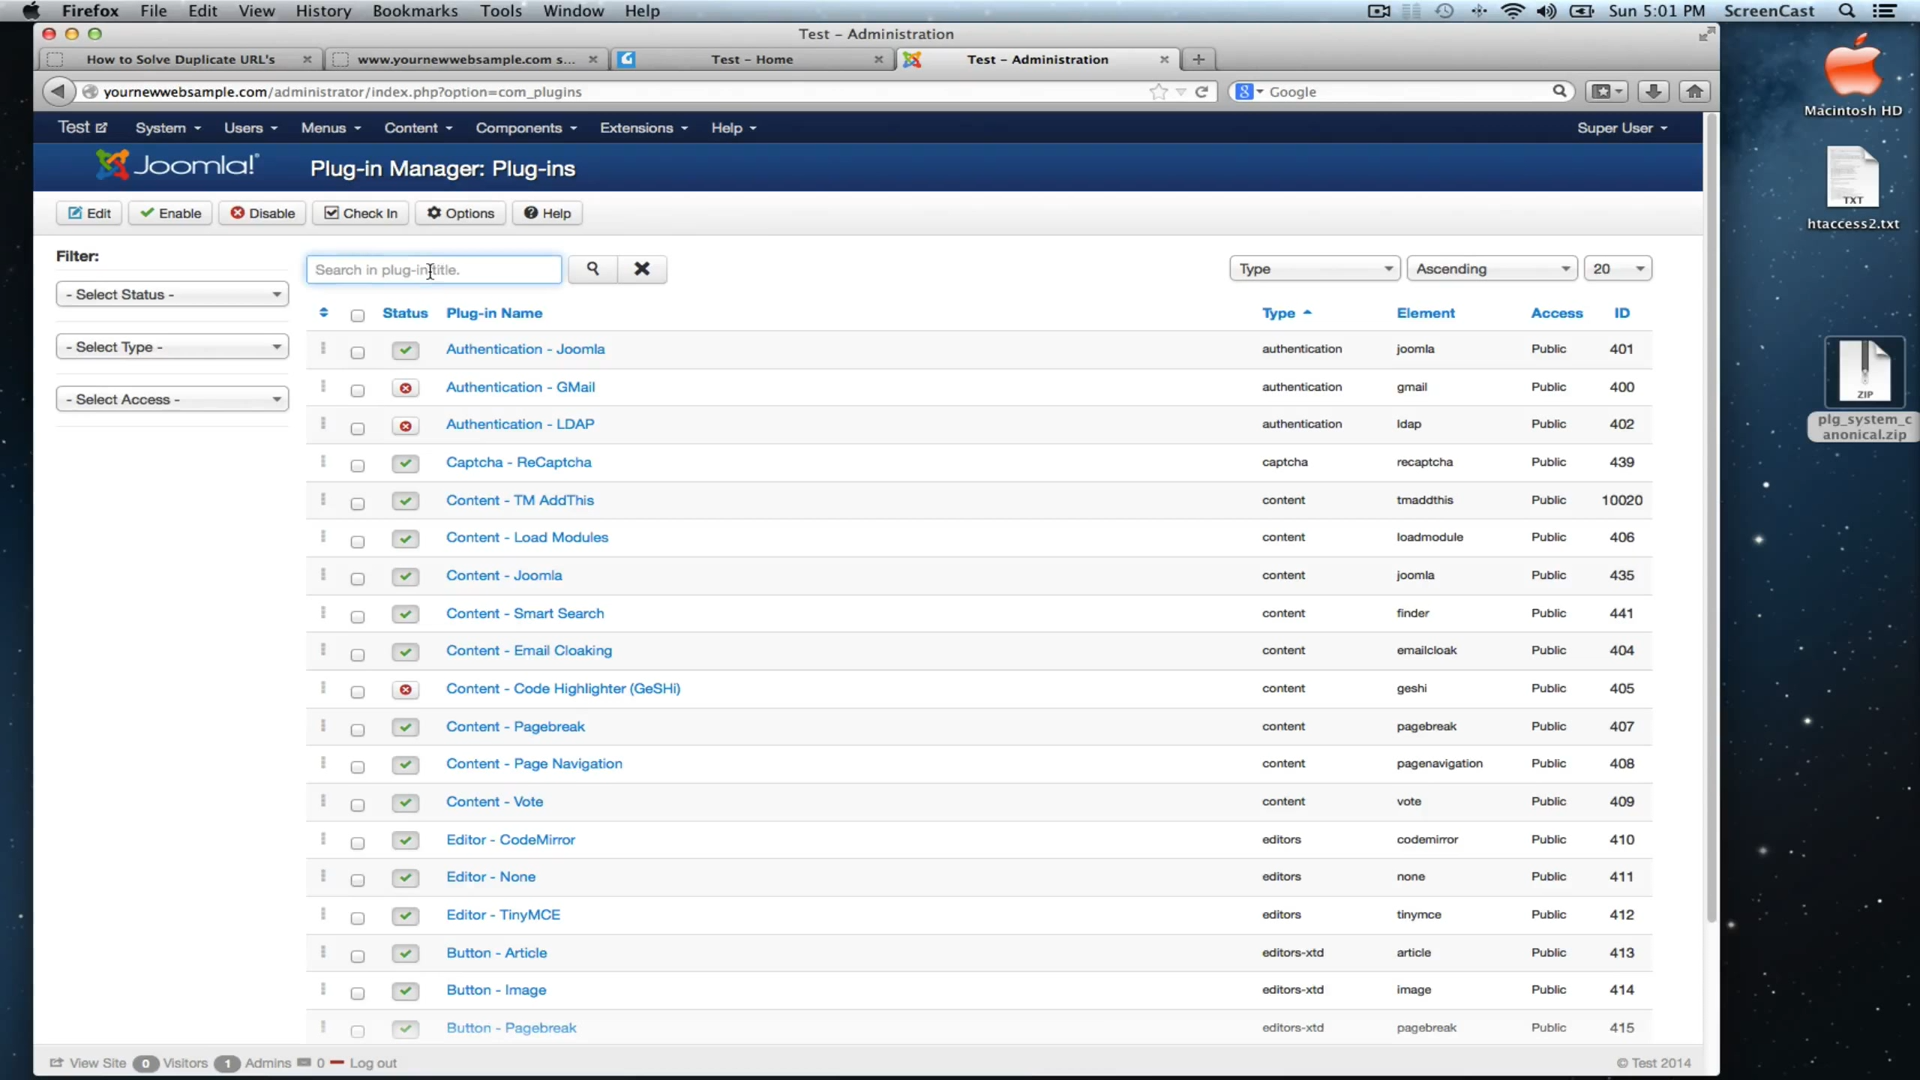 Firefox File Edit View History Bookmarks Tools Window Help Sun 5:01 PM ScreenCast
Test – Administration
How to Solve Duplicate URL's www.yournewwebsample.com s... Test – Home Test – Administration
yournewwebsample.com/administrator/index.php?option=com_plugins Google
Macintosh HD
Test System Users Menus Content Components Extensions Help Super User
Joomla! Plug-in Manager: Plug-ins
TXT
htaccess2.txt
Edit Enable Disable Check In Options Help
Filter:
Search in plug-in title. Type Ascending 20
- Select Status -
Status Plug-in Name Type Element Access ID
- Select Type -
Authentication - Joomla authentication joomla Public 401
Authentication - GMail authentication gmail Public 400
- Select Access -
ZIP
plg_system_c
anonical.zip
Authentication - LDAP authentication ldap Public 402
Captcha - ReCaptcha captcha recaptcha Public 439
Content - TM AddThis content tmaddthis Public 10020
Content - Load Modules content loadmodule Public 406
Content - Joomla content joomla Public 435
Content - Smart Search content finder Public 441
Content - Email Cloaking content emailcloak Public 404
Content - Code Highlighter (GeSHi) content geshi Public 405
Content - Pagebreak content pagebreak Public 407
Content - Page Navigation content pagenavigation Public 408
Content - Vote content vote Public 409
Editor - CodeMirror editors codemirror Public 410
Editor - None editors none Public 411
Editor - TinyMCE editors tinymce Public 412
Button - Article editors-xtd article Public 413
Button - Image editors-xtd image Public 414
Button - Pagebreak editors-xtd pagebreak Public 415
View Site 0 Visitors 1 Admins 0 Log out © Test 2014